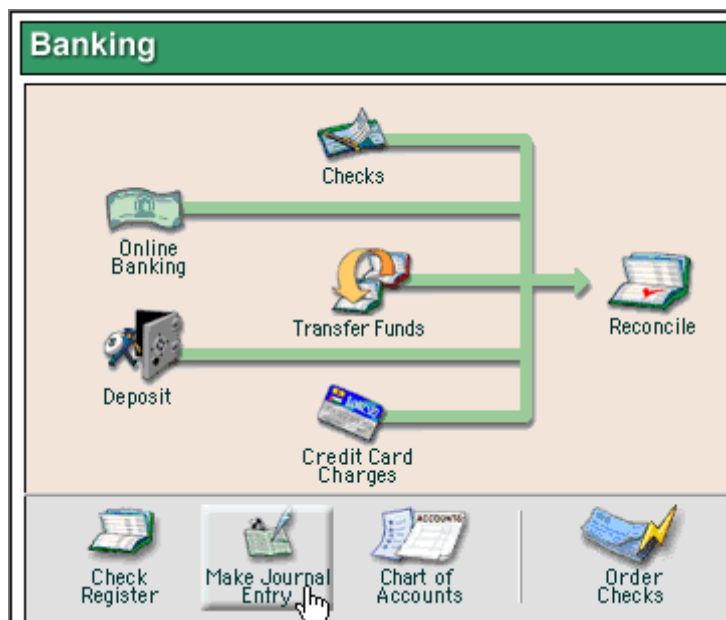 Banking
Checks
Online
Banking
Transfer Funds
Reconcile
Deposit
Credit Card
Charges
ACCOUNTS
Check
Register
Make Journal
Entry
Chart of
Accounts
Order
Checks